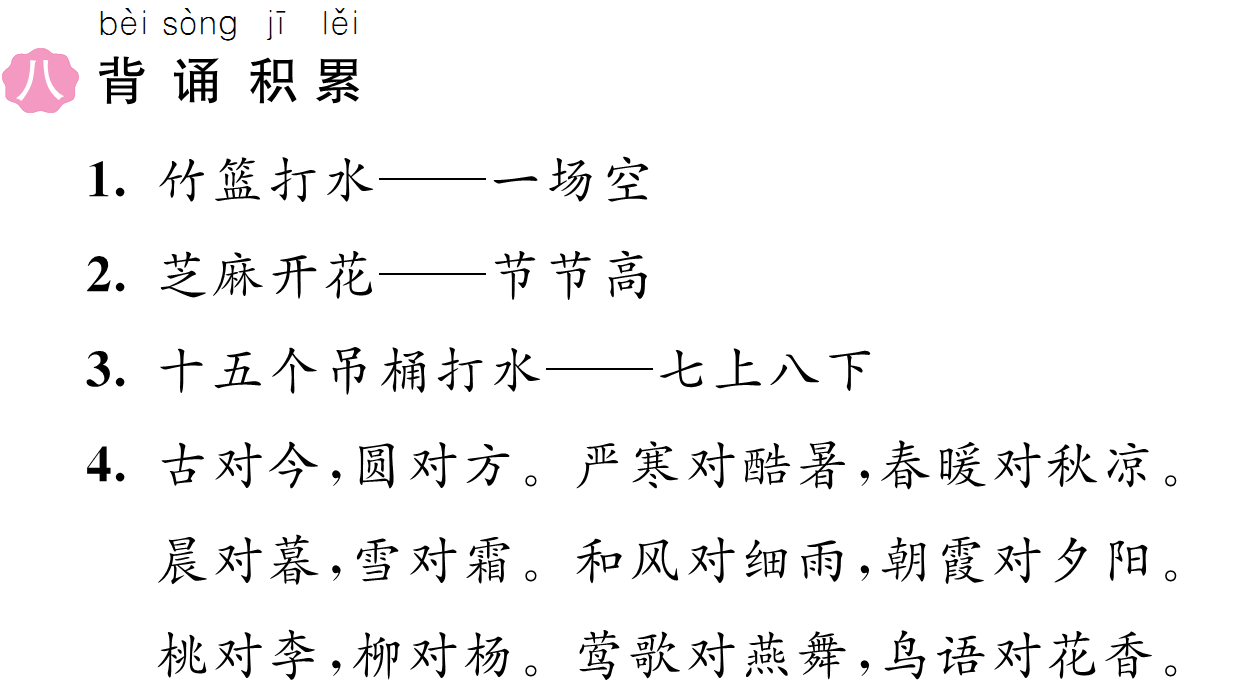 bèi sòng jī lěi
八 背诵积累
1. 竹篮打水——一场空
2. 芝麻开花——节节高
3. 十五个吊桶打水——七上八下
4. 古对今,圆对方。严寒对酷暑,春暖对秋凉。
晨对暮,雪对霜。和风对细雨,朝霞对夕阳。
桃对李,柳对杨。莺歌对燕舞,鸟语对花香。